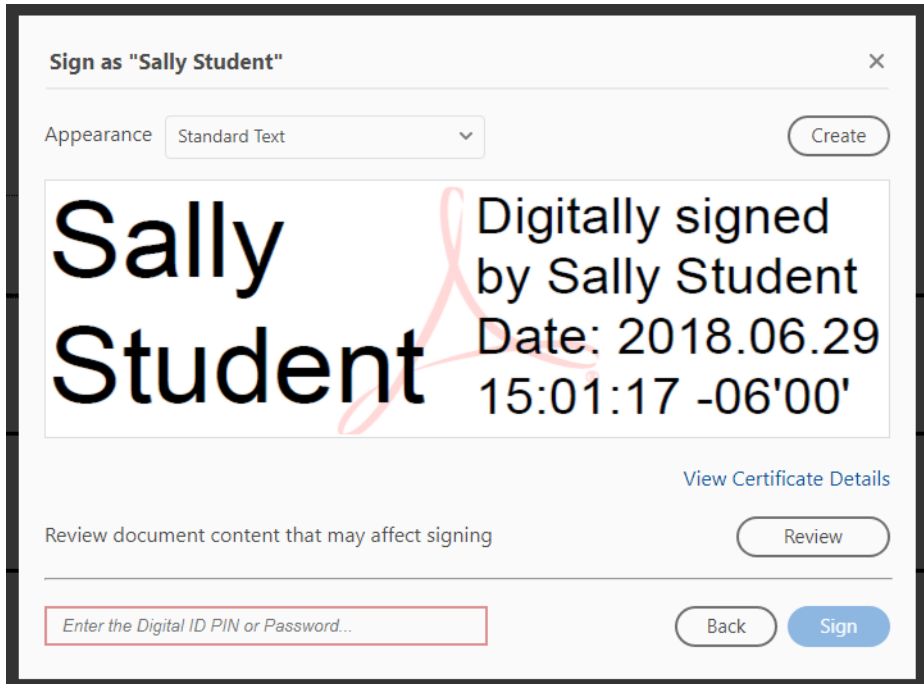 Sign as "Sally Student"
Appearance
Standard Text
Create
Sally
Student
Digitally signed
by Sally Student
Date: 2018.06.29
15:01:17 -06'00'
View Certificate Details
Review document content that may affect signing
Review
Enter the Digital ID PIN or Password...
Back
Sign